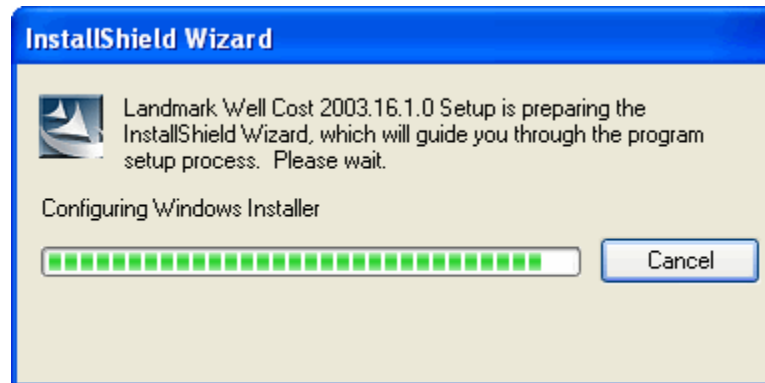 InstallShield Wizard
Landmark Well Cost 2003.16.1.0 Setup is preparing the
InstallShield Wizard, which will guide you through the program
setup process.  Please wait.
Configuring Windows Installer
Cancel